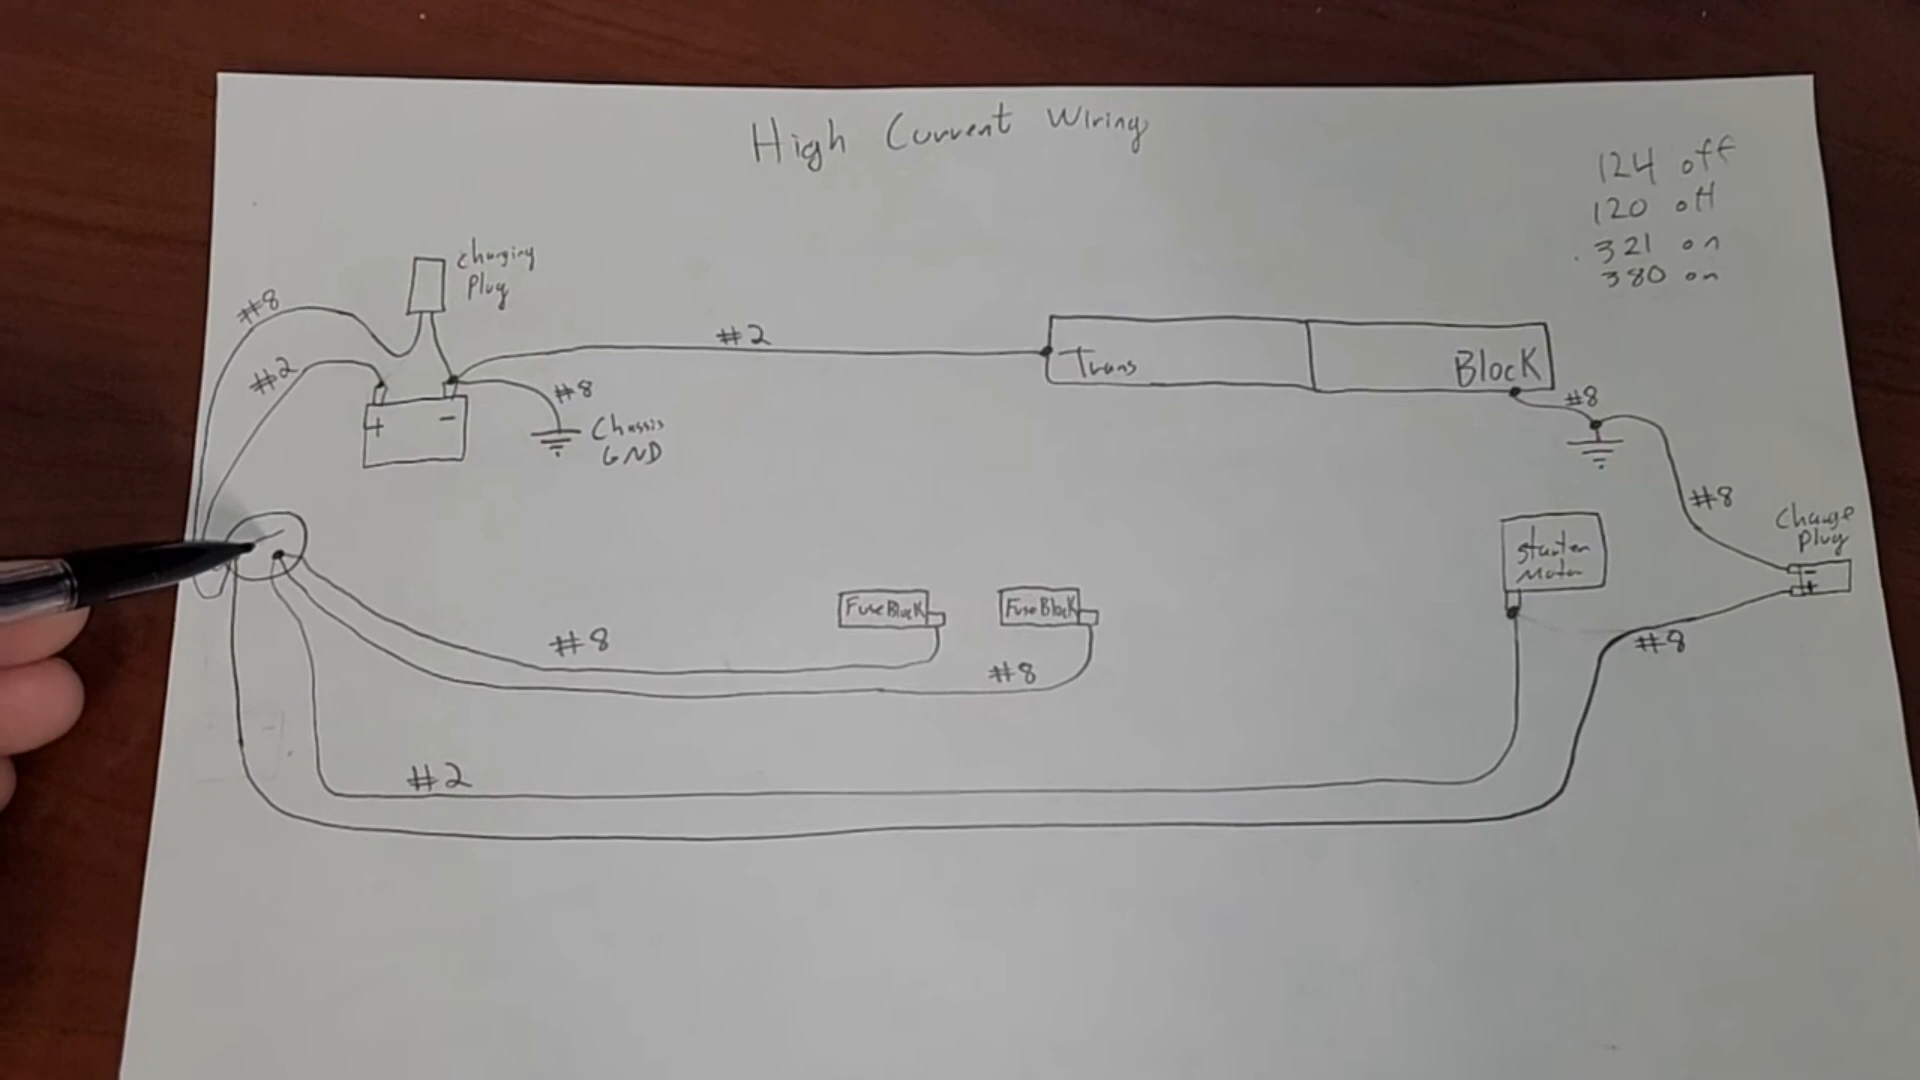 High Current Wiring
124 off
120 off
321 on
380 on
Charging
Plug
#8
#2
#2
Trans
Block
#8
#8
+
-
Chassis
GND
#8
Charge
Plug
-
+
Starter
Motor
Fuse Block
Fuse Block
#8
#8
#8
#2